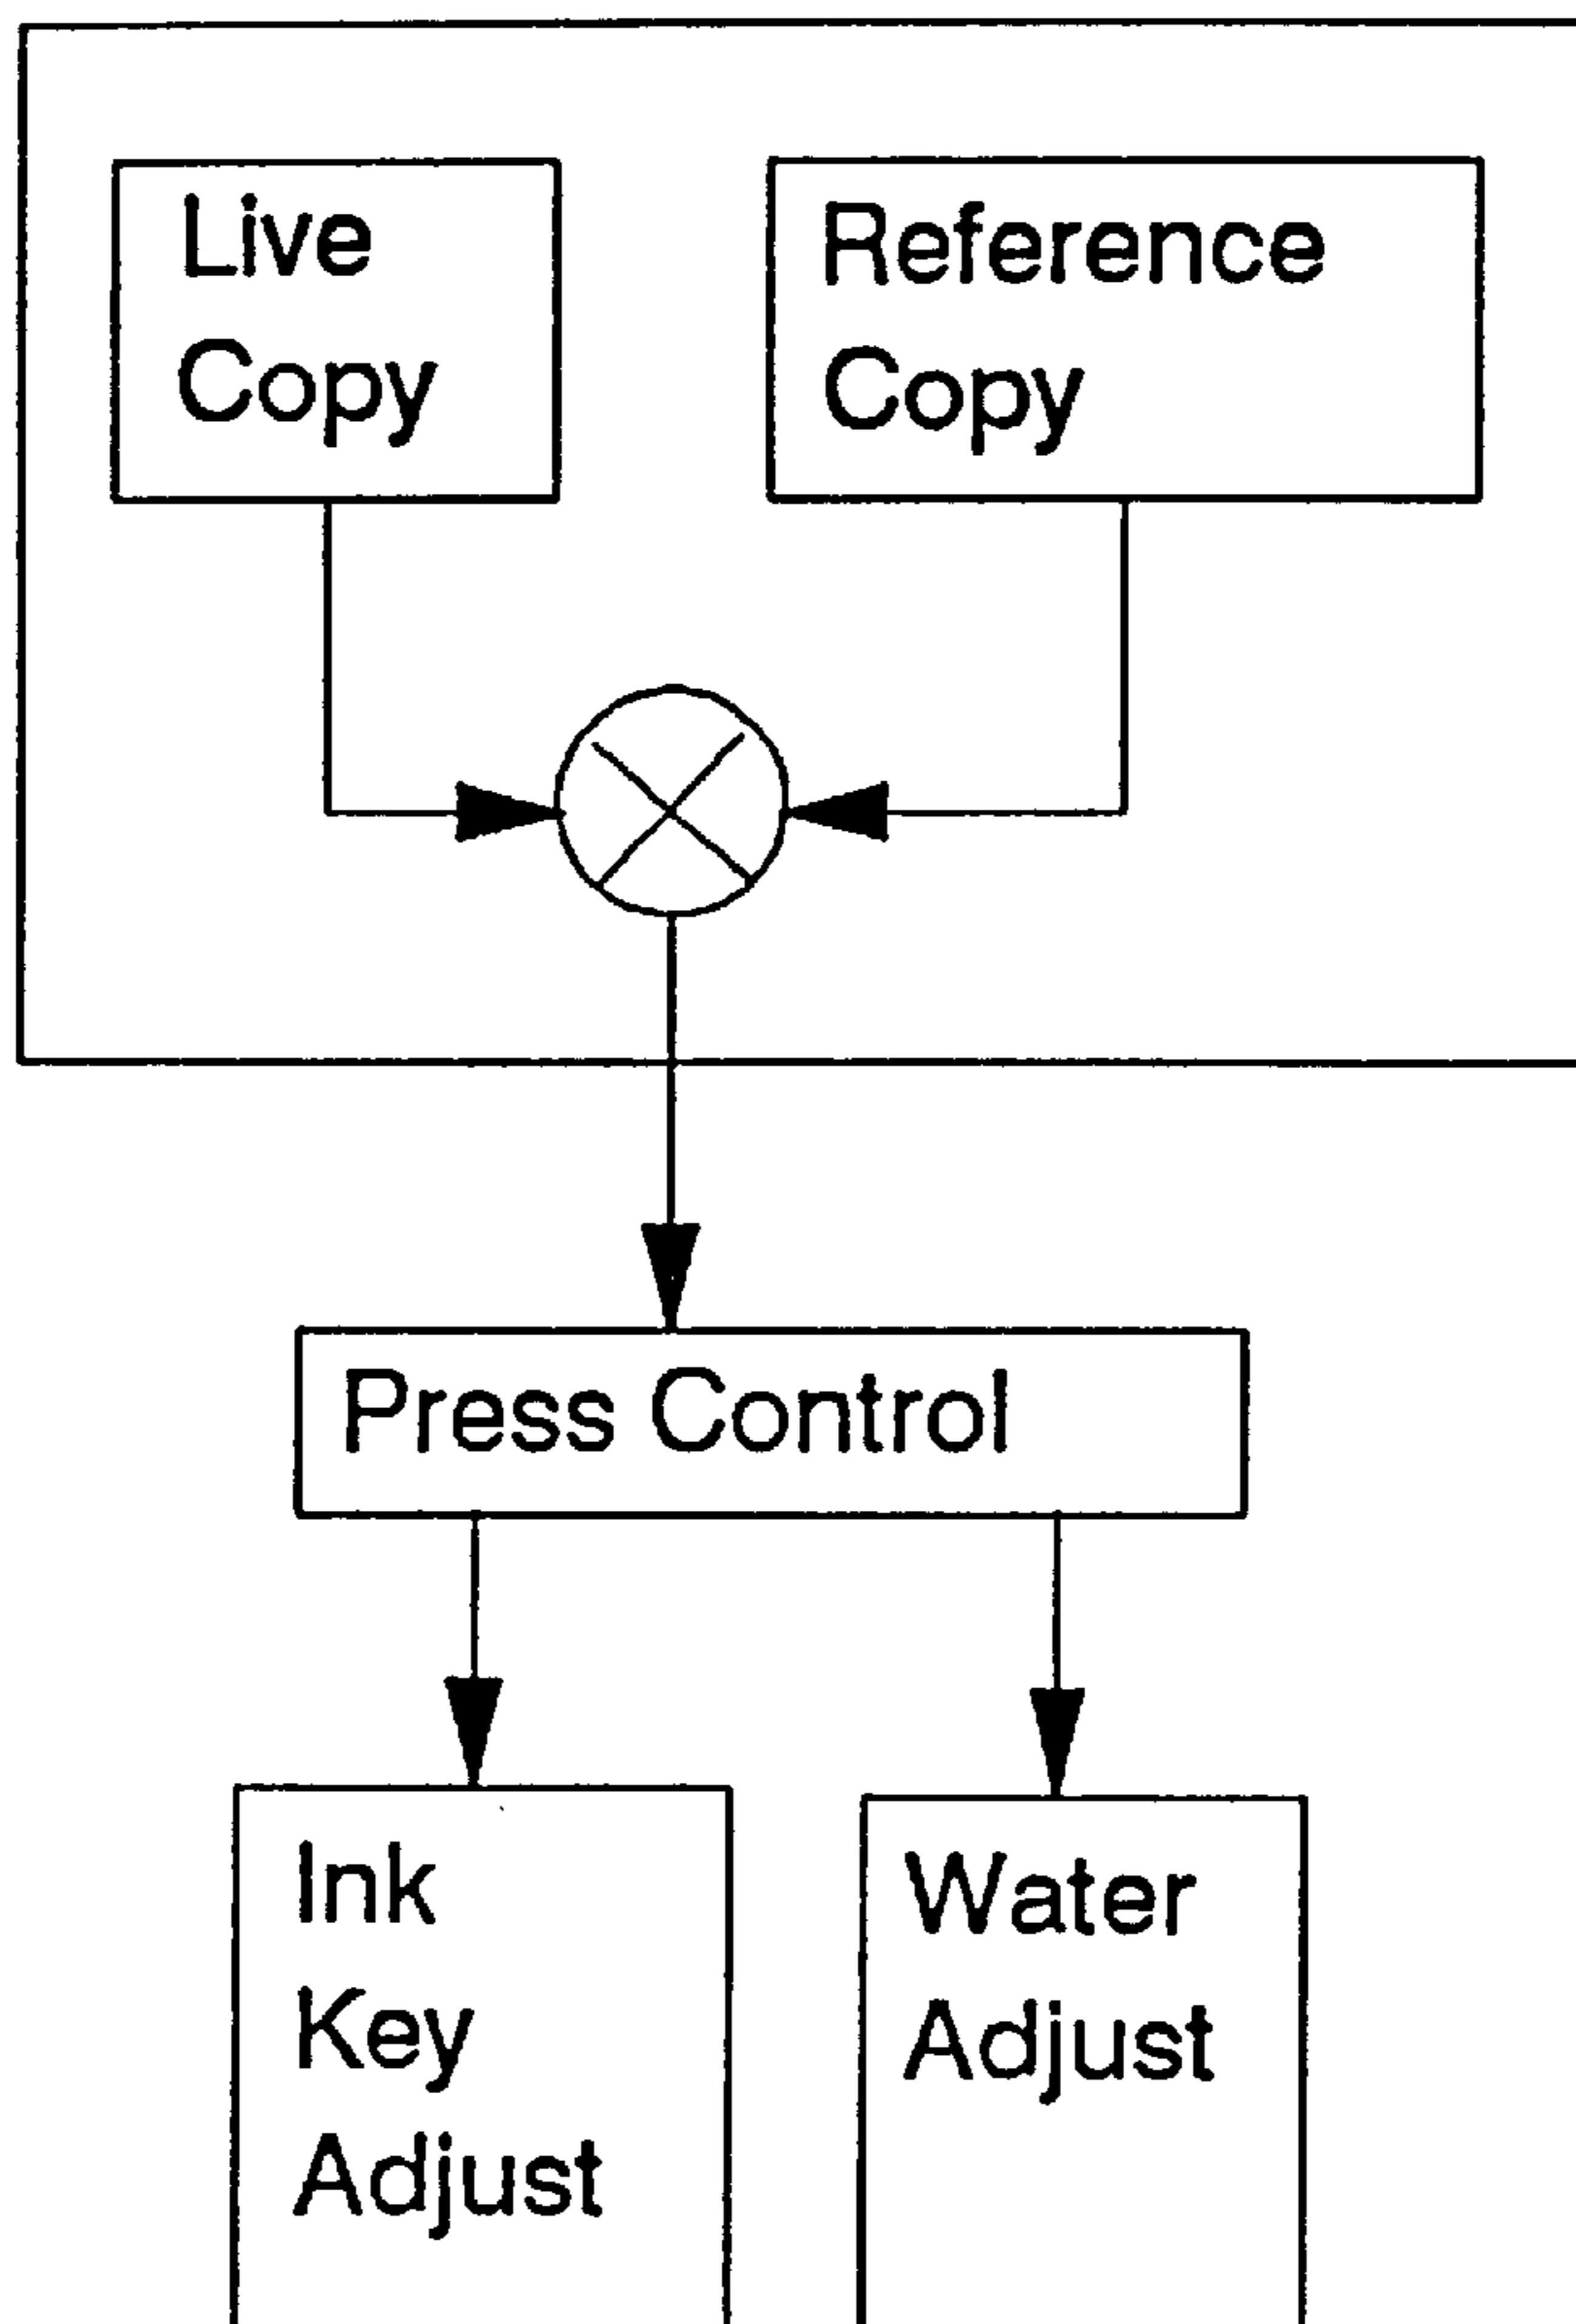 Live
Copy
Reference
Copy
Press Control
Ink
Key
Adjust
Water
Adjust